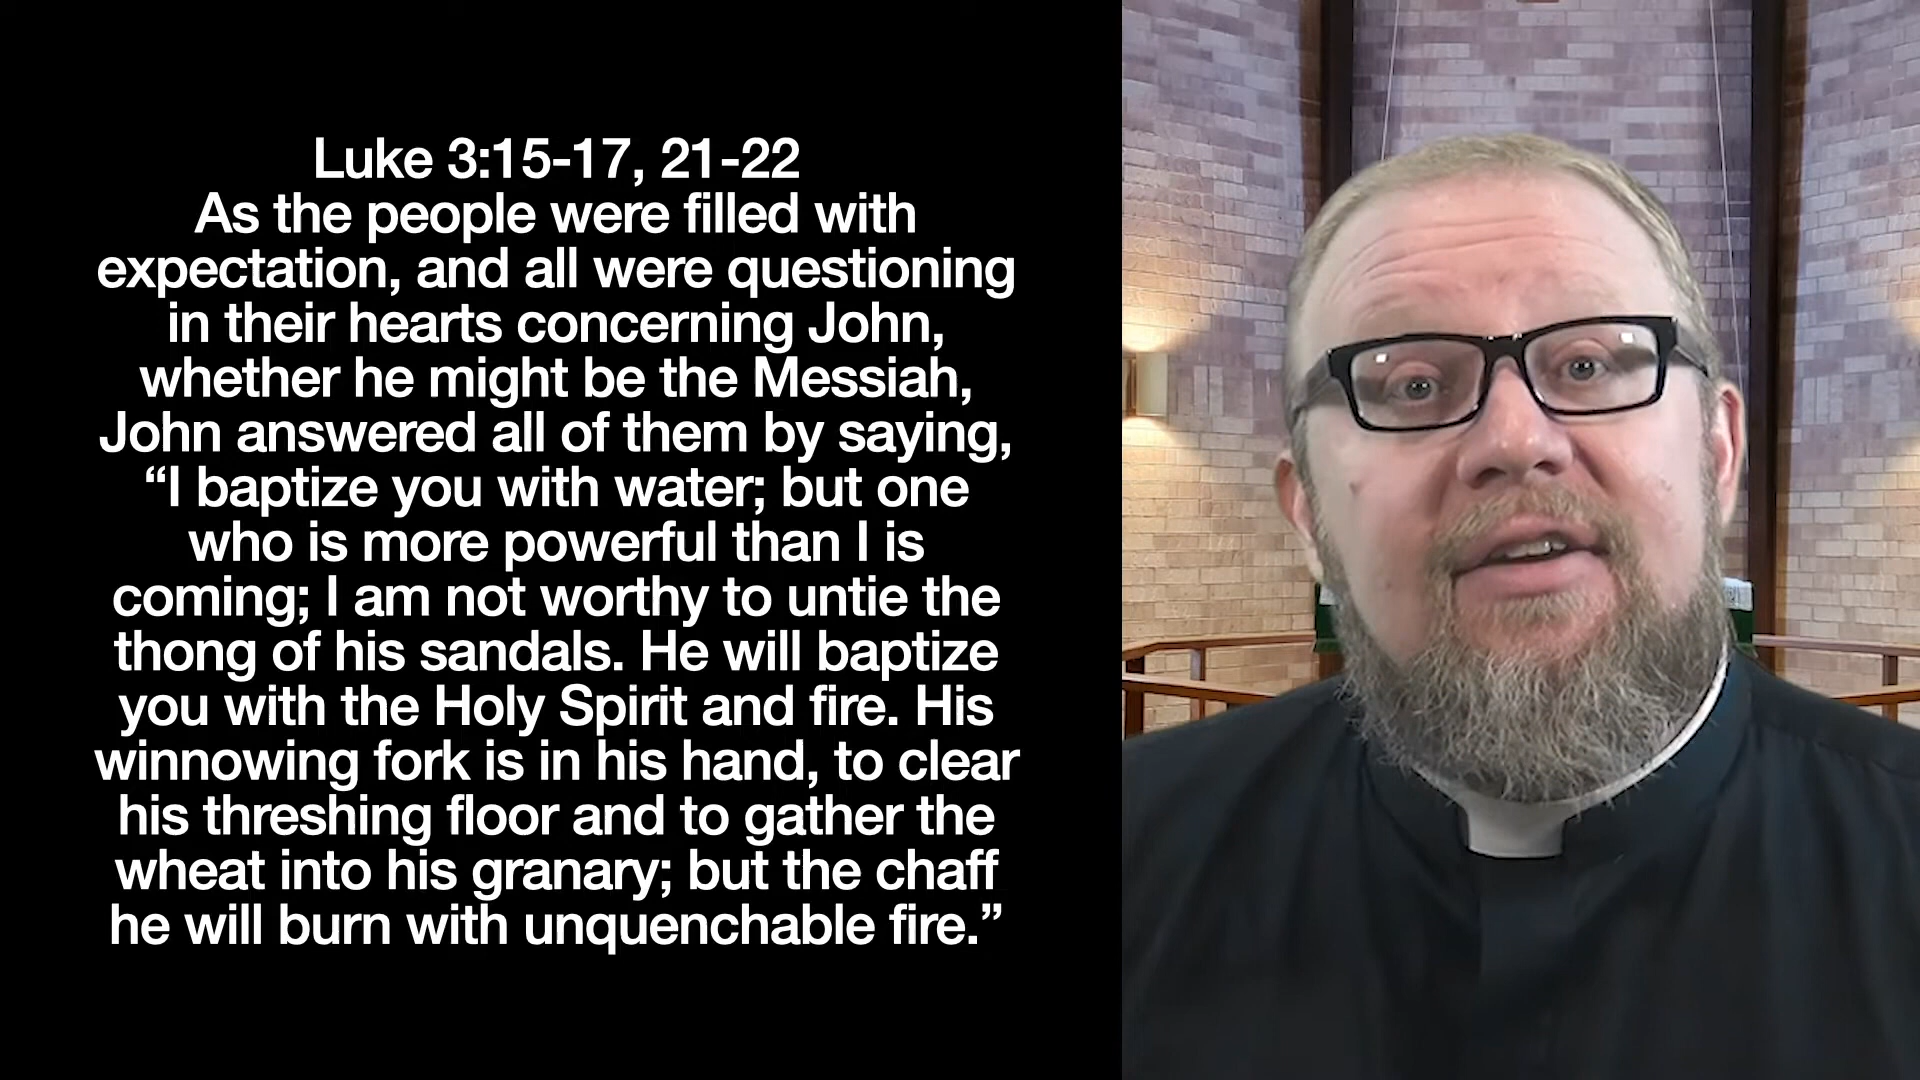 Luke 3:15-17, 21-22
As the people were filled with
expectation, and all were questioning
in their hearts concerning John,
whether he might be the Messiah,
John answered all of them by saying,
“I baptize you with water; but one
who is more powerful than I is
coming; I am not worthy to untie the
thong of his sandals. He will baptize
you with the Holy Spirit and fire. His
winnowing fork is in his hand, to clear
his threshing floor and to gather the
wheat into his granary; but the chaff
he will burn with unquenchable fire.”